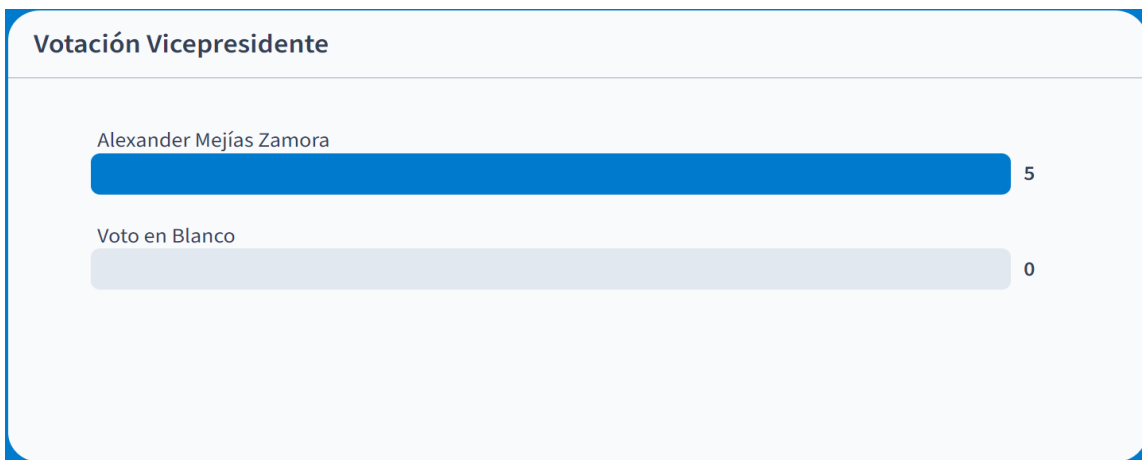 Votación Vicepresidente
Alexander Mejías Zamora
5
Voto en Blanco
0